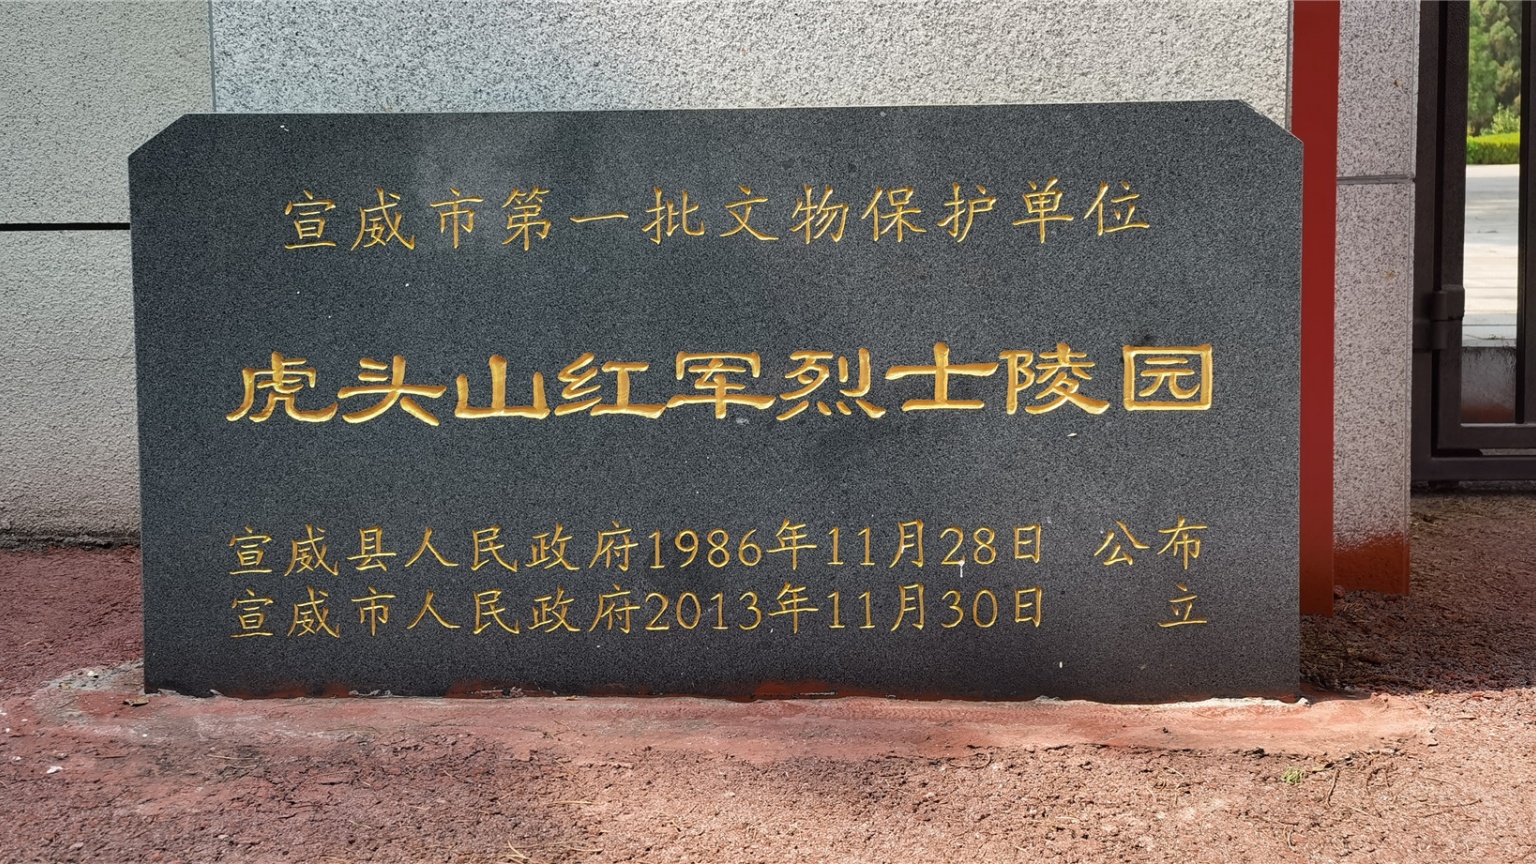 宣威市第一批文物保护单位
虎头山红军烈士陵园
宣威县人民政府1986年11月28日 公布
宣威市人民政府2013年11月30日 立